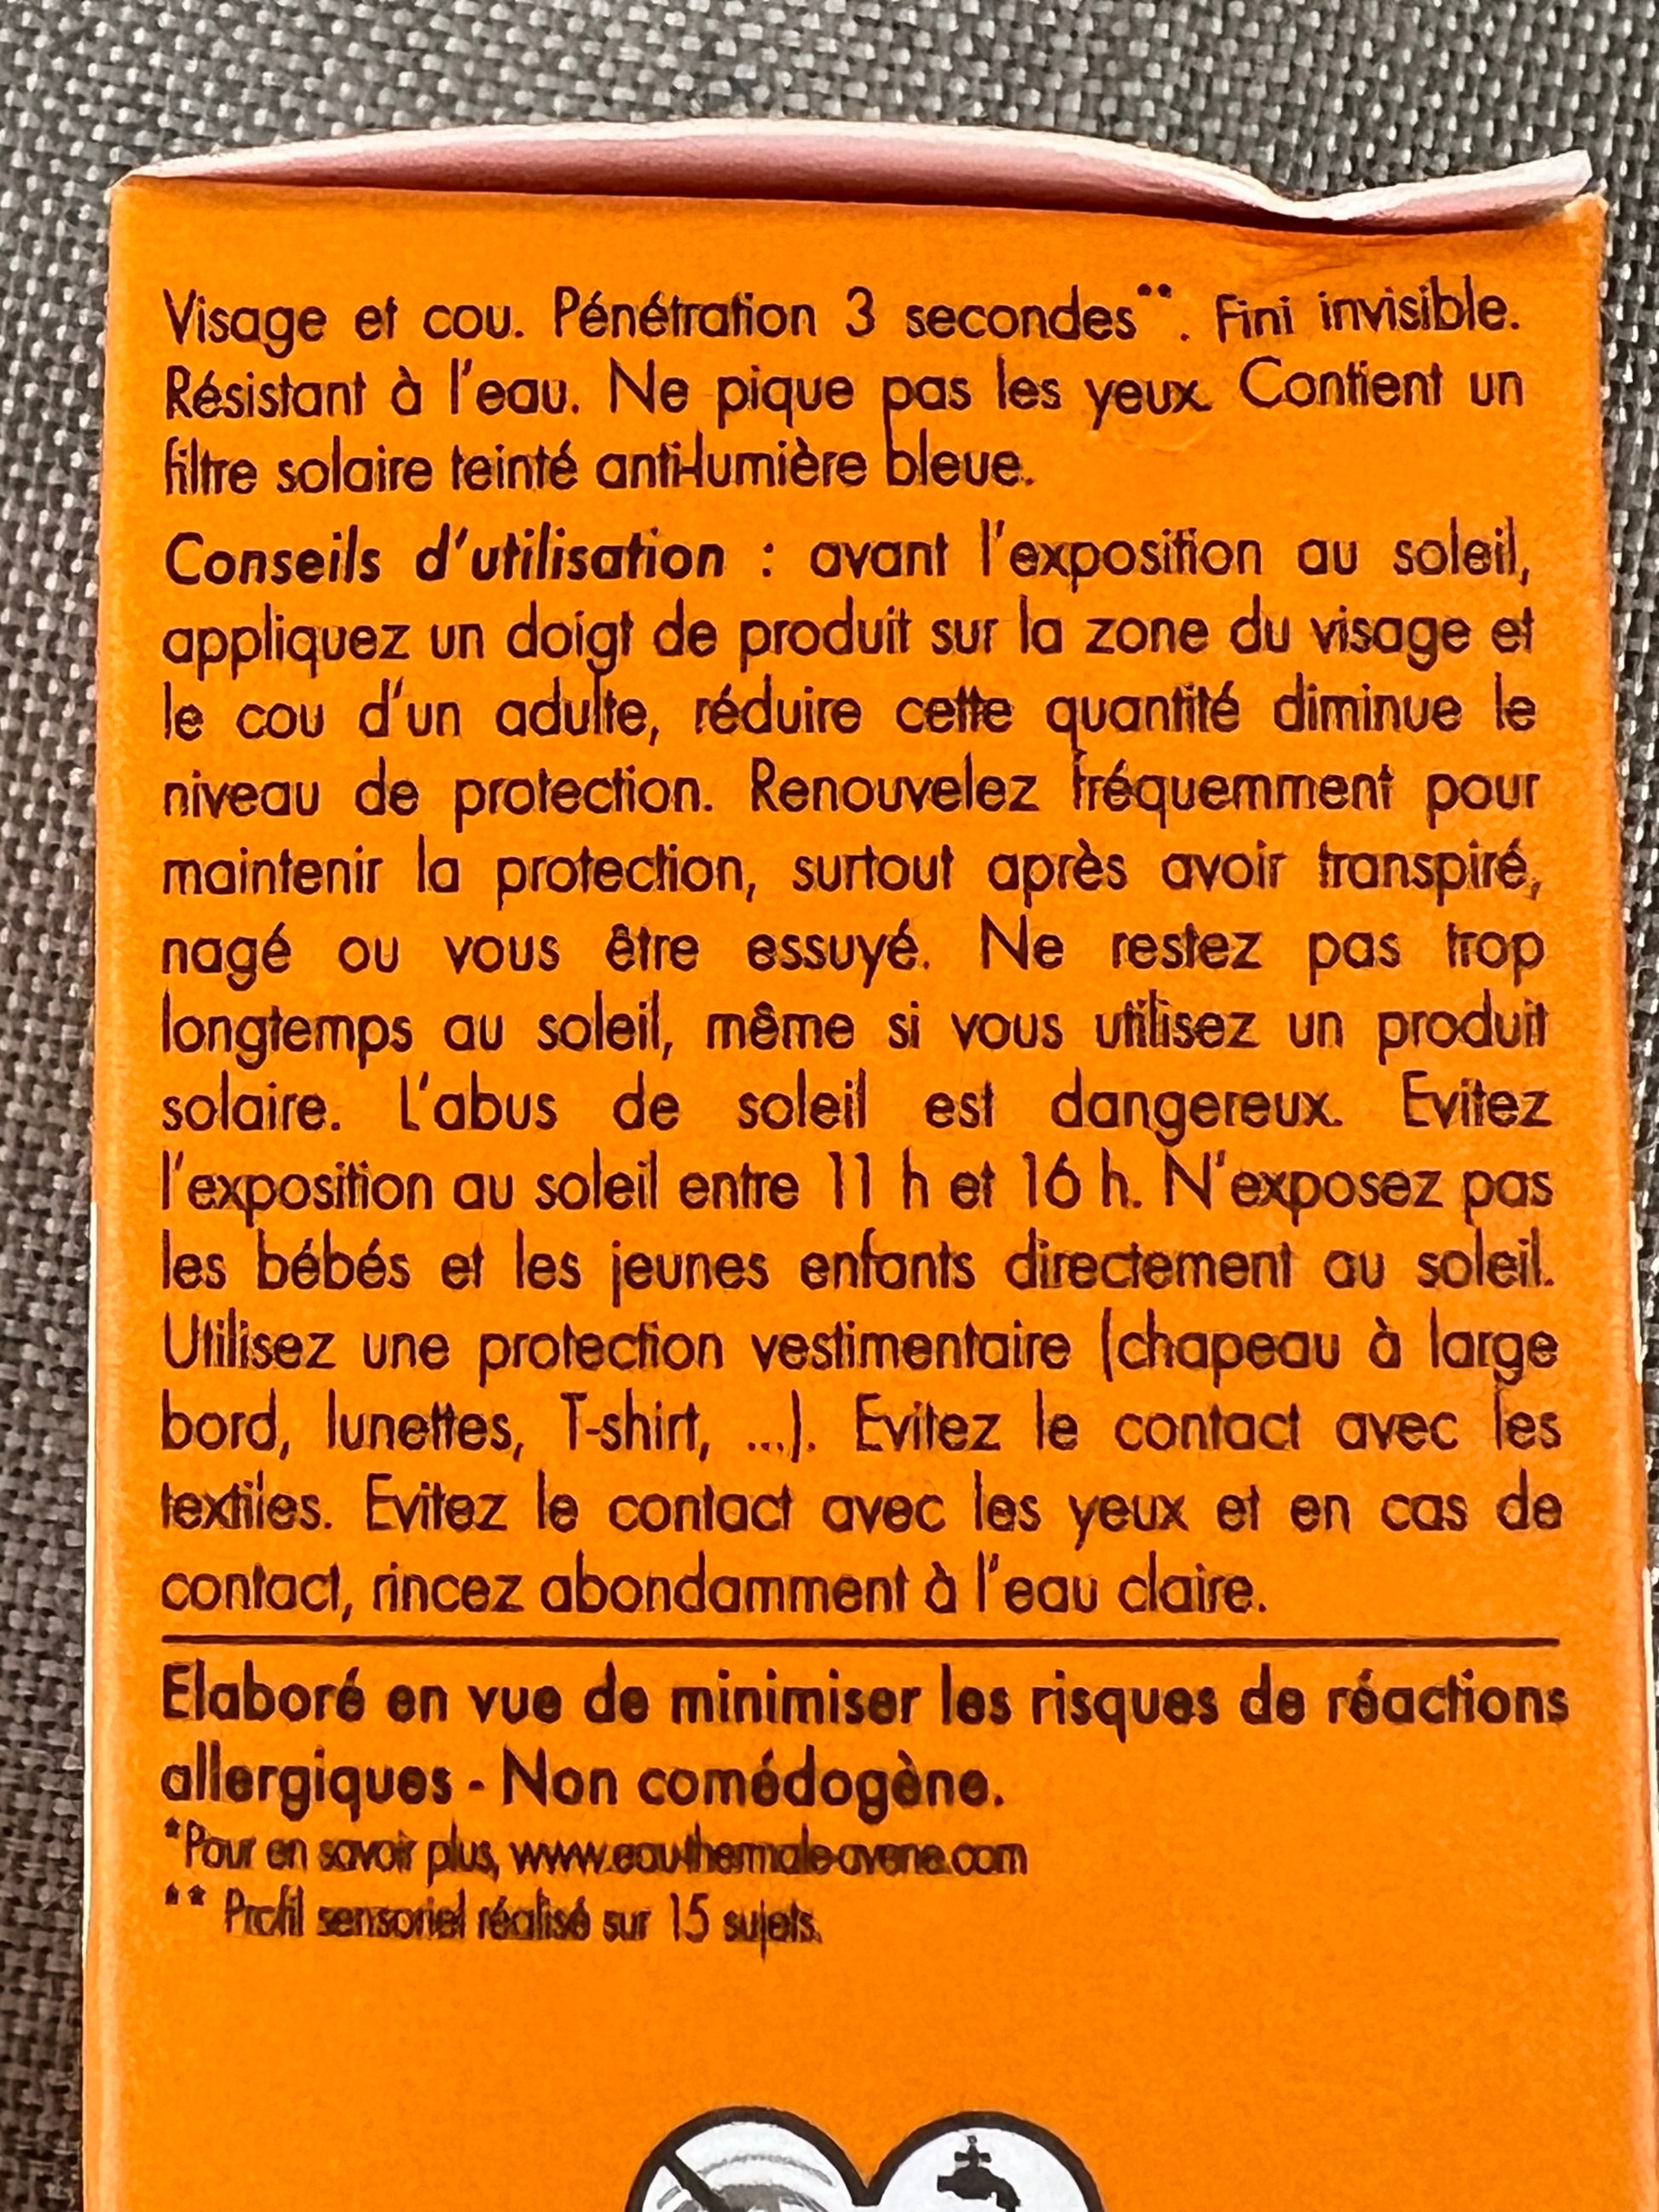 Visage et cou. Pénétration 3 secondes**. Fini invisible.
Résistant à l'eau. Ne pique pas les yeux. Contient un
filtre solaire teinté anti-lumière bleue.
Conseils d'utilisation : avant l'exposition au soleil,
appliquez un doigt de produit sur la zone du visage et
le cou d'un adulte, réduire cette quantité diminue le
niveau de protection. Renouvelez fréquemment pour
maintenir la protection, surtout après avoir transpiré,
nagé ou vous être essuyé. Ne restez pas trop
longtemps au soleil, même si vous utilisez un produit
solaire. L'abus de soleil est dangereux. Evitez
l'exposition au soleil entre 11 h et 16 h. N'exposez pas
les bébés et les jeunes enfants directement au soleil.
Utilisez une protection vestimentaire (chapeau à large
bord, lunettes, T-shirt, ...). Evitez le contact avec les
textiles. Evitez le contact avec les yeux et en cas de
contact, rincez abondamment à l'eau claire.
Elaboré en vue de minimiser les risques de réactions
allergiques - Non comédogène.
*Pour en savoir plus, www.eau-thermale-avene.com
** Profil sensoriel réalisé sur 15 sujets.